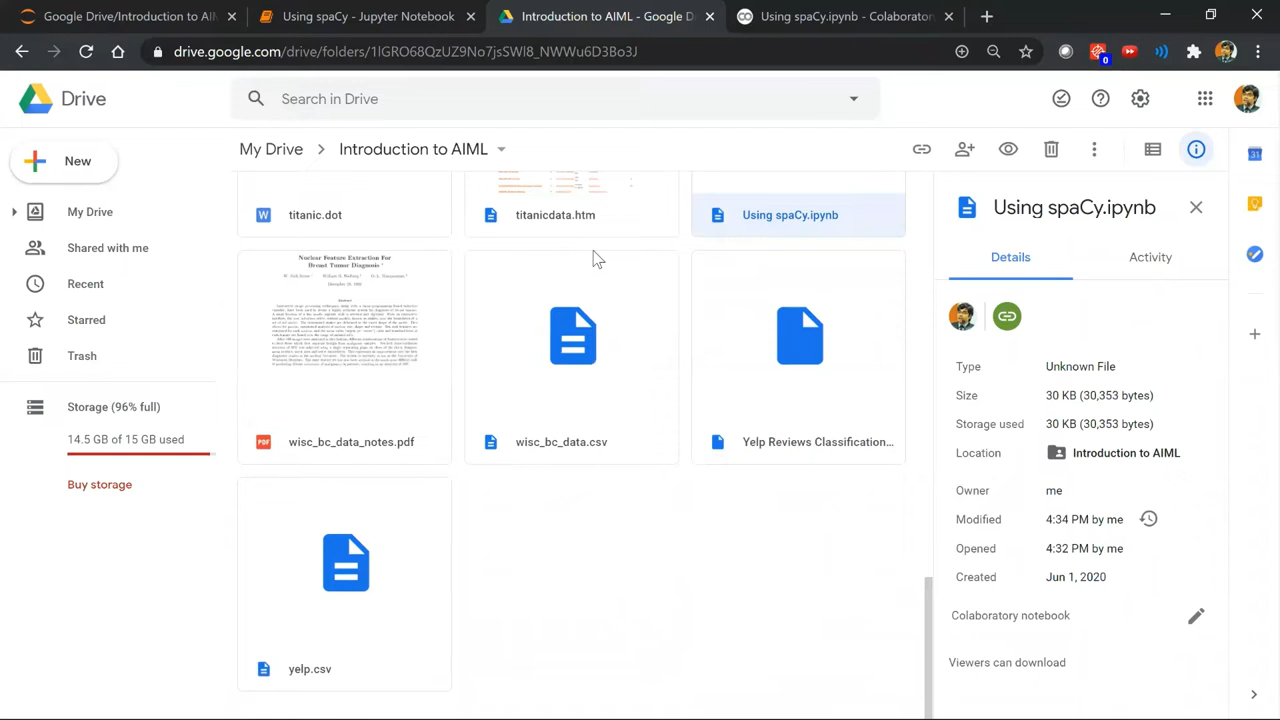 Drive/Introduction to AIM
Using spaCy - Jupyter Notebook
Introduction to AIML - Google D
Using spaCy.ipynb - Colaborator
drive.google.com/drive/folders/1lGRO68QzUZ9No7jsSW8_NWWu6D3Bo3J
0
Drive
Search in Drive
New
My Drive
Introduction to AIML
My Drive
Shared with me
Recent
Starred
Trash
Storage (96% full)
14.5 GB of 15 GB used
Buy storage
titanic.dot
titanicdata.htm
Using spaCy.ipynb
Nuclear Feature Extraction For
Breast Tumor Diagnosis
wisc_bc_data_notes.pdf
wisc_bc_data.csv
Yelp Reviews Classification...
yelp.csv
Using spaCy.ipynb
Details
Activity
Type
Unknown File
Size
30 KB (30,353 bytes)
Storage used
30 KB (30,353 bytes)
Location
Introduction to AIML
Owner
me
Modified
4:34 PM by me
Opened
4:32 PM by me
Created
Jun 1, 2020
Colaboratory notebook
Viewers can download
31